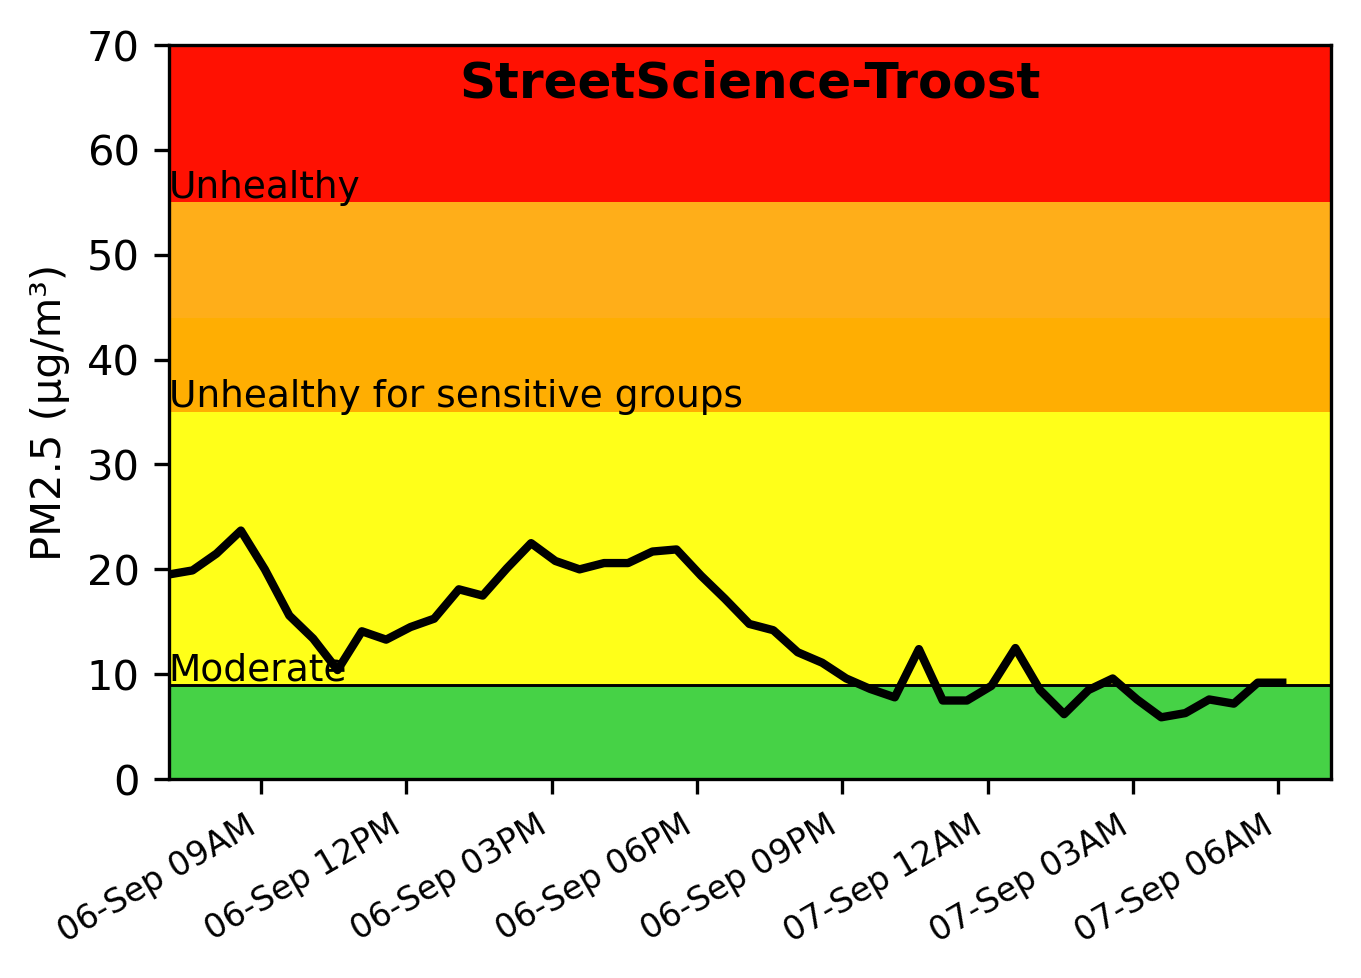 StreetScience-Troost
PM2.5 (µg/m³)
70
60
Unhealthy
50
40
Unhealthy for sensitive groups
30
20
10
Moderate
0
06-Sep 09AM
06-Sep 12PM
06-Sep 03PM
06-Sep 06PM
06-Sep 09PM
07-Sep 12AM
07-Sep 03AM
07-Sep 06AM